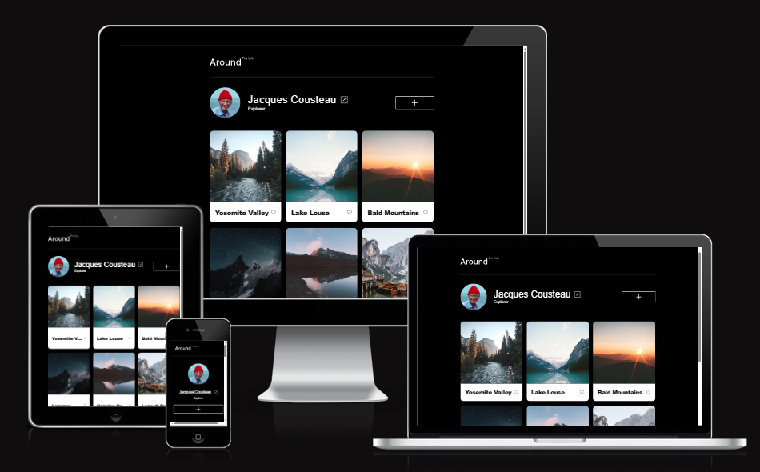 Around
Jacques Cousteau
Explorer
+
Yosemite Valley
Lake Louse
Bald Mountains
Around
Jacques Cousteau
Explorer
+
Yosemite V...
Lake Louse
Bald Mountains
Around
Jacques Cousteau
Explorer
+
Around
Jacques Cousteau
Explorer
+
Yosemite Valley
Lake Louse
Bald Mountains